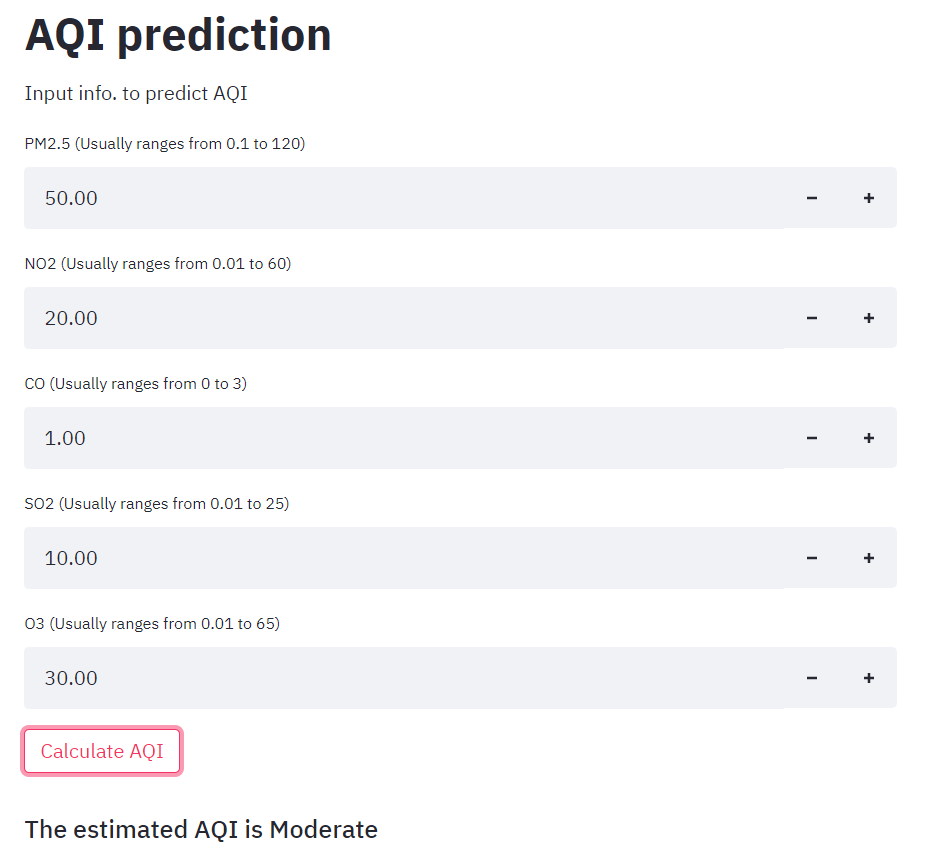 AQI prediction
Input info. to predict AQI
PM2.5 (Usually ranges from 0.1 to 120)
50.00
NO2 (Usually ranges from 0.01 to 60)
20.00
CO (Usually ranges from 0 to 3)
1.00
SO2 (Usually ranges from 0.01 to 25)
10.00
O3 (Usually ranges from 0.01 to 65)
30.00
Calculate AQI
The estimated AQI is Moderate